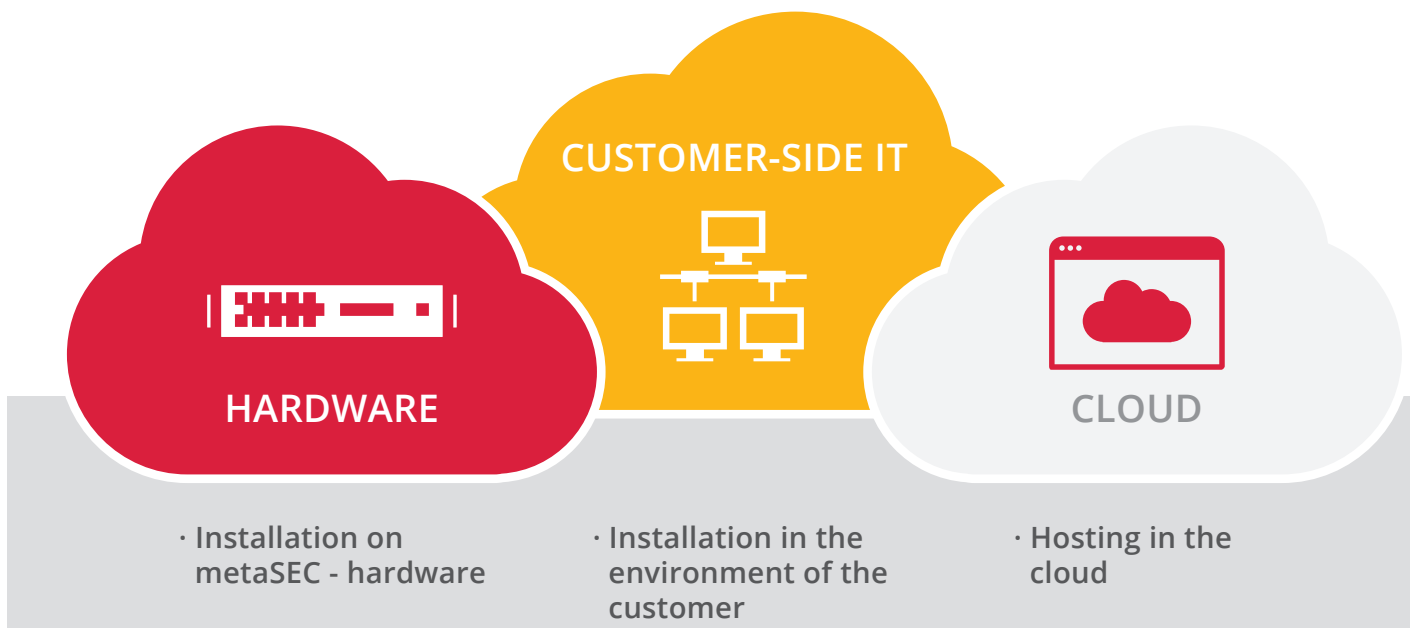 CUSTOMER-SIDE IT
HARDWARE
CLOUD
· Installation on
metaSEC - hardware
· Installation in the
environment of the
customer
· Hosting in the
cloud